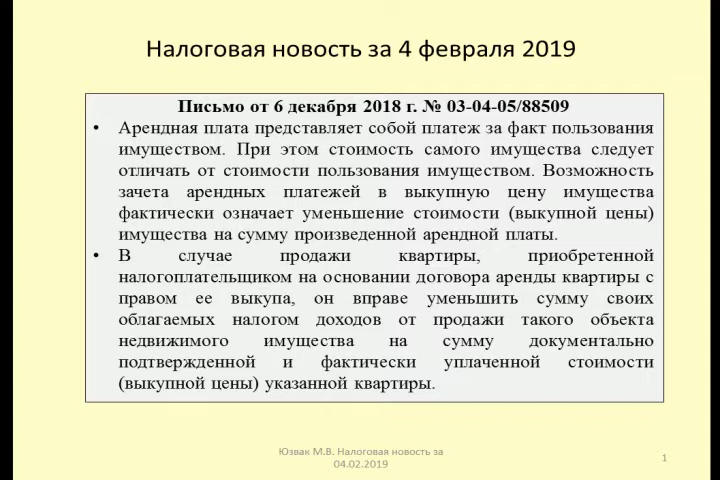 Налоговая новость за 4 февраля 2019
Письмо от 6 декабря 2018 г. № 03-04-05/88509
• Арендная плата представляет собой платеж за факт пользования
имуществом. При этом стоимость самого имущества следует
отличать от стоимости пользования имуществом. Возможность
зачета арендных платежей в выкупную цену имущества
фактически означает уменьшение стоимости (выкупной цены)
имущества на сумму произведенной арендной платы.
• В случае продажи квартиры, приобретенной
налогоплательщиком на основании договора аренды квартиры с
правом ее выкупа, он вправе уменьшить сумму своих
облагаемых налогом доходов от продажи такого объекта
недвижимого имущества на сумму документально
подтвержденной и фактически уплаченной стоимости
(выкупной цены) указанной квартиры.
Юзвак М.В. Налоговая новость за
04.02.2019
1